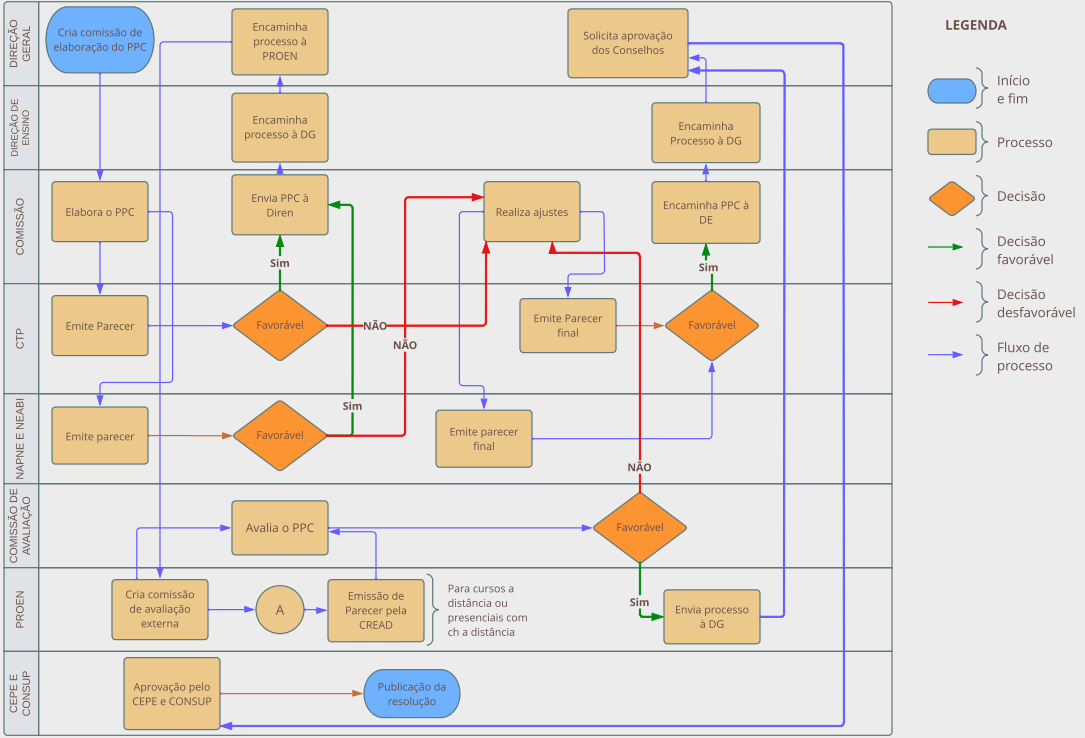 DIREÇÃO
GERAL
Cria comissão de
elaboração do PPC
Encaminha
processo à
PROEN
Solicita aprovação
dos Conselhos
DIREÇÃO DE
ENSINO
Encaminha
processo à DG
Encaminha
Processo à DG
COMISSÃO
Elabora o PPC
Envia PPC à
Diren
Realiza ajustes
Encaminha PPC à
DE
Sim
Sim
CTP
Emite Parecer
Favorável
NÃO
NÃO
Emite Parecer
final
Favorável
NAPNE E NEABI
Emite parecer
Favorável
Sim
Emite parecer
final
NÃO
COMISSÃO DE
AVALIAÇÃO
Avalia o PPC
Favorável
PROEN
Cria comissão
de avaliação
externa
A
Emissão de
Parecer pela
CREAD
Para cursos a
distância ou
presenciais com
ch a distância
Sim
Envia processo
à DG
CEPE E
CONSUP
Aprovação pelo
CEPE e CONSUP
Publicação da
resolução
LEGENDA
Início
e fim
Processo
Decisão
Decisão
favorável
Decisão
desfavorável
Fluxo de
processo